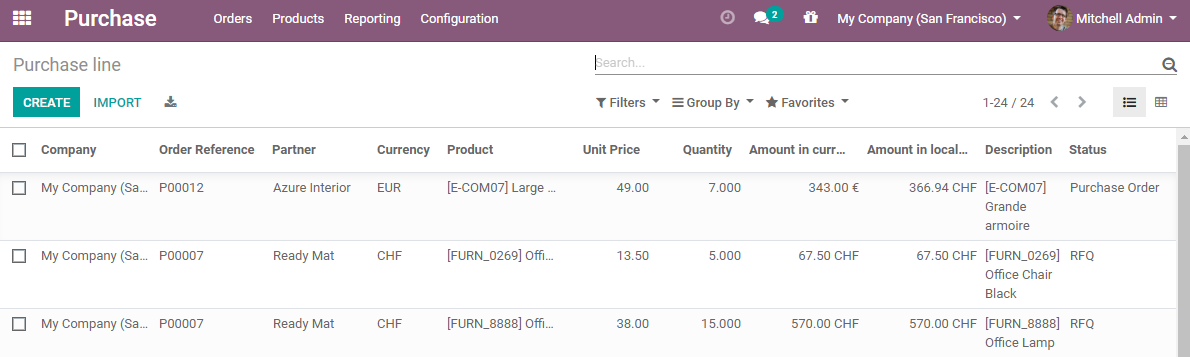 Purchase Orders Products Reporting Configuration 2 My Company (San Francisco) Mitchell Admin
Purchase line Search...
CREATE IMPORT Filters Group By Favorites 1-24 / 24
Company Order Reference Partner Currency Product Unit Price Quantity Amount in curr... Amount in local... Description Status
My Company (Sa... P00012 Azure Interior EUR [E-COM07] Large ... 49.00 7.000 343.00 € 366.94 CHF [E-COM07] Purchase Order
Grande
armoire
My Company (Sa... P00007 Ready Mat CHF [FURN_0269] Offi... 13.50 5.000 67.50 CHF 67.50 CHF [FURN_0269] RFQ
Office Chair
Black
My Company (Sa... P00007 Ready Mat CHF [FURN_8888] Offi... 38.00 15.000 570.00 CHF 570.00 CHF [FURN_8888] RFQ
Office Lamp